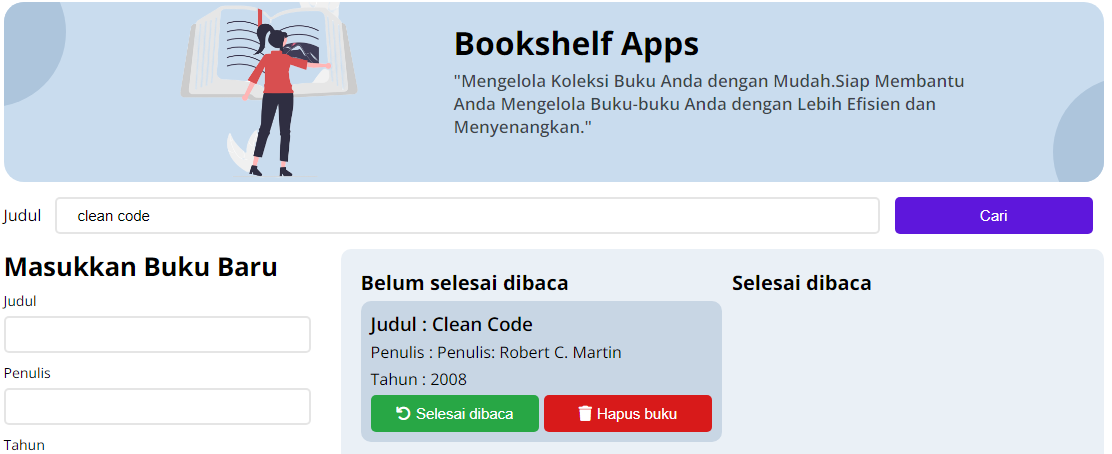 Bookshelf Apps
"Mengelola Koleksi Buku Anda dengan Mudah.Siap Membantu
Anda Mengelola Buku-buku Anda dengan Lebih Efisien dan
Menyenangkan."
Judul
clean code
Cari
Masukkan Buku Baru
Judul
Penulis
Tahun
Belum selesai dibaca
Judul : Clean Code
Penulis : Penulis: Robert C. Martin
Tahun : 2008
Selesai dibaca
Hapus buku
Selesai dibaca